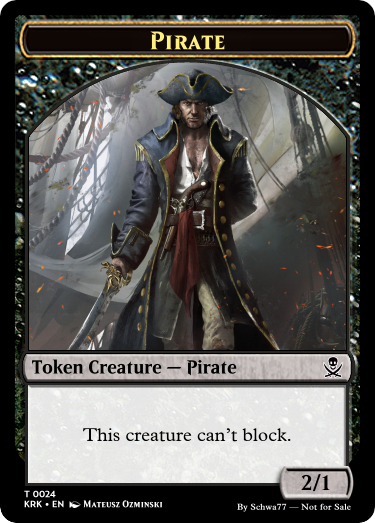 Pirate
Token Creature — Pirate
This creature can't block.
2/1
T 0024
KRK • EN Mateusz Ozminski
By Schwa77 — Not for Sale